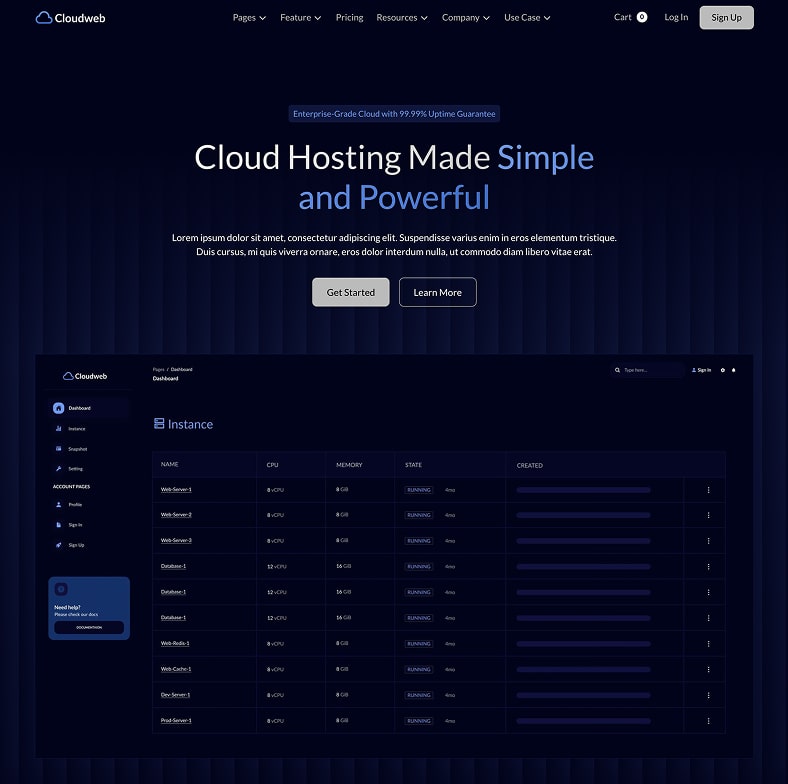 Cloudweb Pages Feature Pricing Resources Company Use Case Cart 0 Log In Sign Up
Enterprise-Grade Cloud with 99.99% Uptime Guarantee
Cloud Hosting Made Simple
and Powerful
Lorem ipsum dolor sit amet, consectetur adipiscing elit. Suspendisse varius enim in eros elementum tristique.
Duis cursus, mi quis viverra ornare, eros dolor interdum nulla, ut commodo diam libero vitae erat.
Get Started Learn More
Cloudweb
Dashboard
Instance
Snapshot
Setting
ACCOUNT PAGES
Profile
Sign In
Sign Up
Need help?
Please check our docs
DOCUMENTATION
Pages / Dashboard
Dashboard
Type here...
Sign In
Instance
NAME CPU MEMORY STATE CREATED
Web-Server-1 8 vCPU 8 GiB RUNNING 4mo
Web-Server-2 8 vCPU 8 GiB RUNNING 4mo
Web-Server-3 8 vCPU 8 GiB RUNNING 4mo
Database-1 12 vCPU 16 GiB RUNNING 4mo
Database-1 12 vCPU 16 GiB RUNNING 4mo
Database-1 12 vCPU 16 GiB RUNNING 4mo
Web-Redis-1 8 vCPU 8 GiB RUNNING 4mo
Web-Cache-1 8 vCPU 8 GiB RUNNING 4mo
Dev-Server-1 8 vCPU 8 GiB RUNNING 4mo
Prod-Server-1 8 vCPU 8 GiB RUNNING 4mo